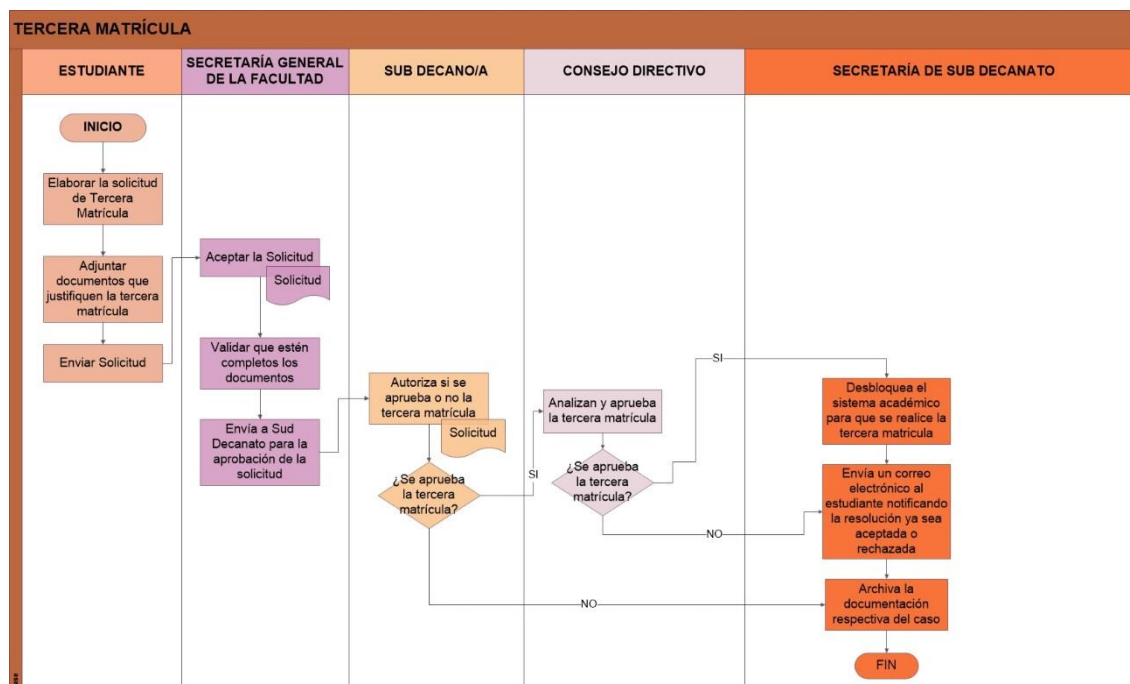 TERCERA MATRÍCULA
ESTUDIANTE
SECRETARÍA GENERAL
DE LA FACULTAD
SUB DECANO/A
CONSEJO DIRECTIVO
SECRETARÍA DE SUB DECANATO
INICIO
Elaborar la solicitud
de Tercera
Matrícula
Adjuntar
documentos que
justifiquen la tercera
matrícula
Enviar Solicitud
Aceptar la Solicitud
Solicitud
Validar que estén
completos los
documentos
Envía a Sud
Decanato para la
aprobación de la
solicitud
Autoriza si se
aprueba o no la
tercera matrícula
Solicitud
¿Se aprueba
la tercera
matrícula?
SI
NO
Analizan y aprueba
la tercera matrícula
¿Se aprueba
la tercera
matrícula?
SI
NO
Desbloquea el
sistema académico
para que se realice la
tercera matricula
Envía un correo
electrónico al
estudiante notificando
la resolución ya sea
aceptada o
rechazada
Archiva la
documentación
respectiva del caso
FIN